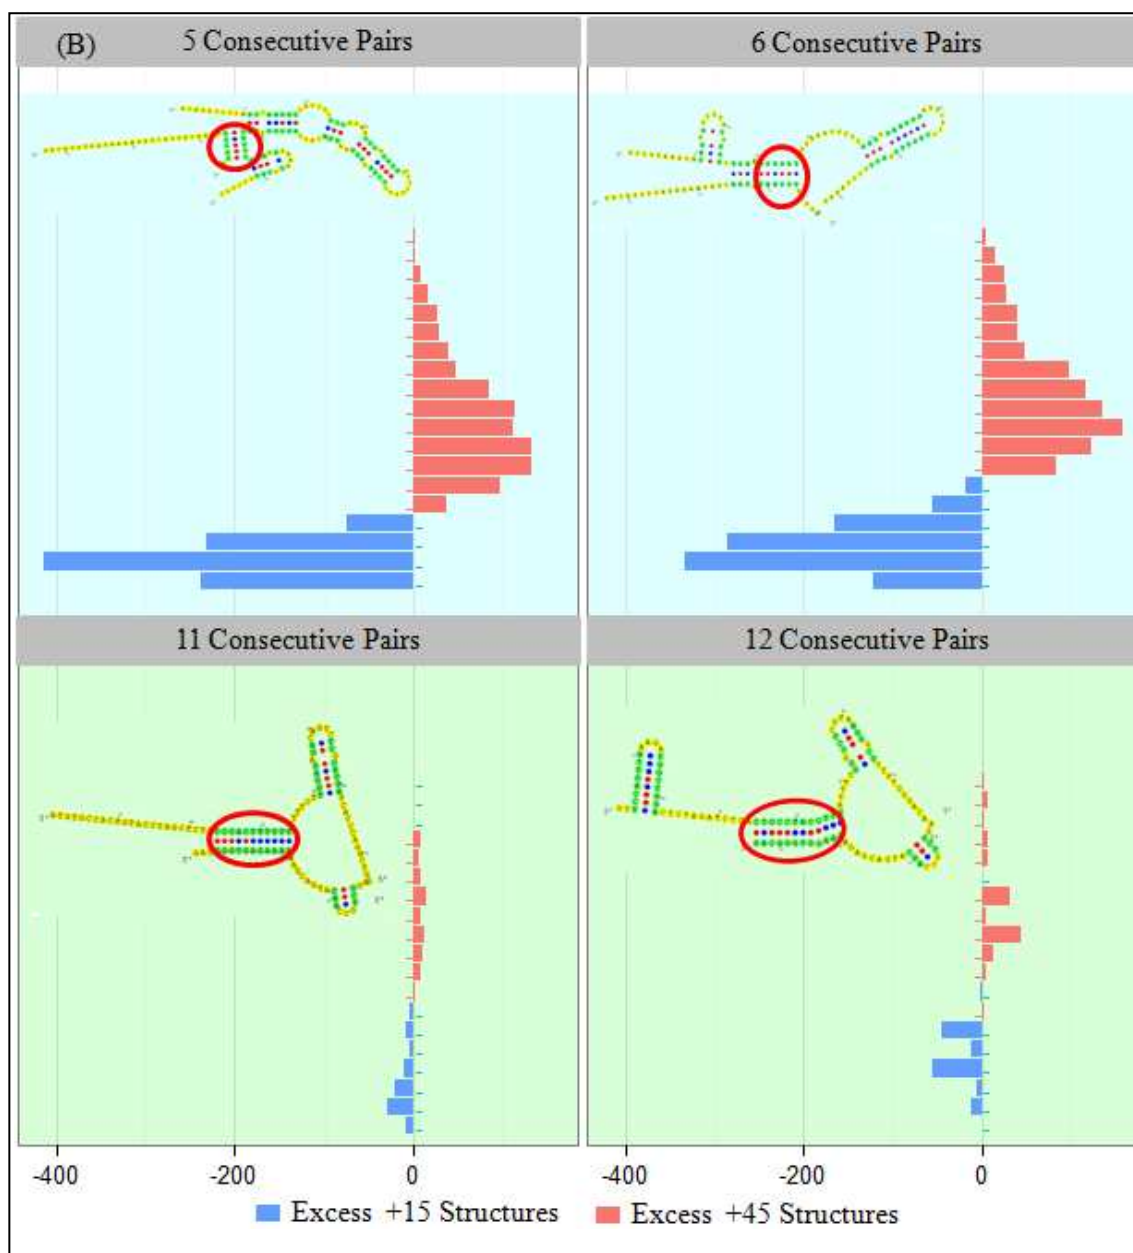 (B) 5 Consecutive Pairs
6 Consecutive Pairs
11 Consecutive Pairs
12 Consecutive Pairs
-400 -200 0
-400 -200 0
Excess +15 Structures
Excess +45 Structures